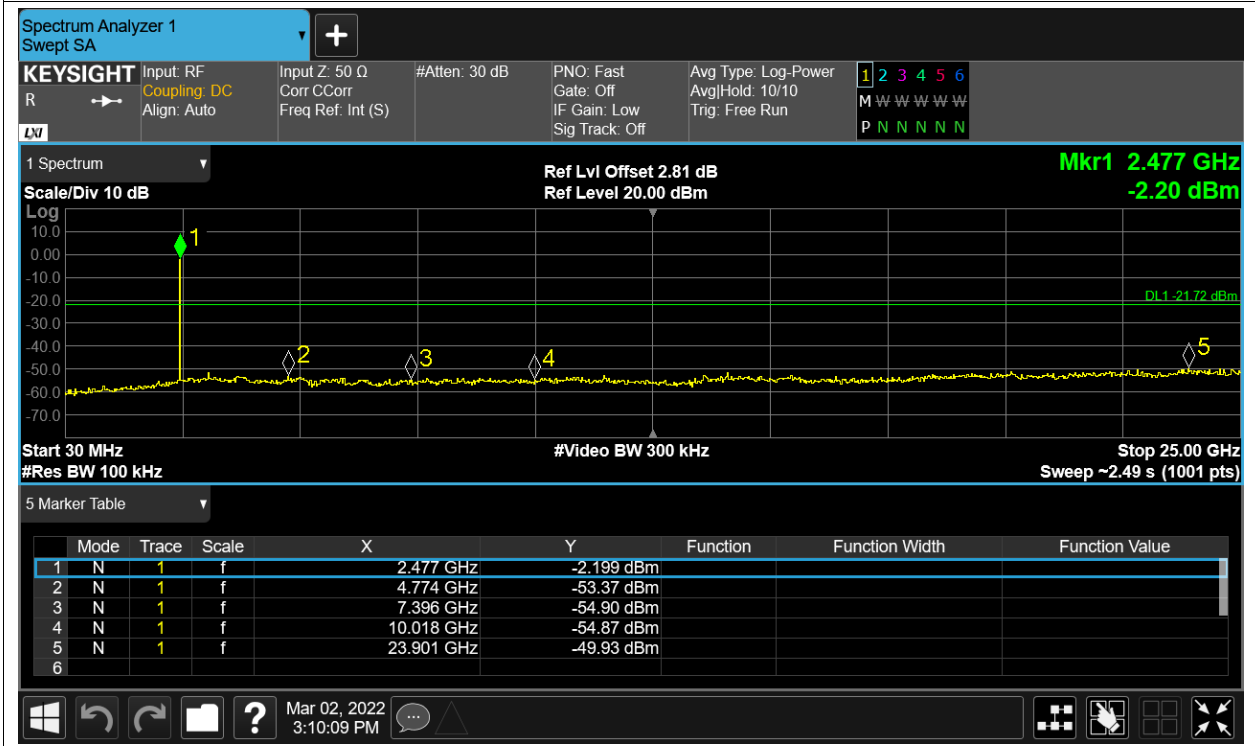 Spectrum Analyzer 1
Swept SA
KEYSIGHT
R
LXI
Input: RF
Coupling: DC
Align: Auto
Input Z: 50 Ω
Corr CCorr
Freq Ref: Int (S)
#Atten: 30 dB
PNO: Fast
Gate: Off
IF Gain: Low
Sig Track: Off
Avg Type: Log-Power
Avg|Hold: 10/10
Trig: Free Run
1 2 3 4 5 6
M W W W W W
P N N N N N
1 Spectrum
Scale/Div 10 dB
Ref Lvl Offset 2.81 dB
Ref Level 20.00 dBm
Mkr1 2.477 GHz
-2.20 dBm
Log
10.0
0.00
-10.0
-20.0
-30.0
-40.0
-50.0
-60.0
-70.0
1
2
3
4
5
DL1 -21.72 dBm
Start 30 MHz
#Res BW 100 kHz
#Video BW 300 kHz
Stop 25.00 GHz
Sweep ~2.49 s (1001 pts)
5 Marker Table
Mode Trace Scale X Y Function Function Width Function Value
1 N 1 f 2.477 GHz -2.199 dBm
2 N 1 f 4.774 GHz -53.37 dBm
3 N 1 f 7.396 GHz -54.90 dBm
4 N 1 f 10.018 GHz -54.87 dBm
5 N 1 f 23.901 GHz -49.93 dBm
6
?
Mar 02, 2022
3:10:09 PM